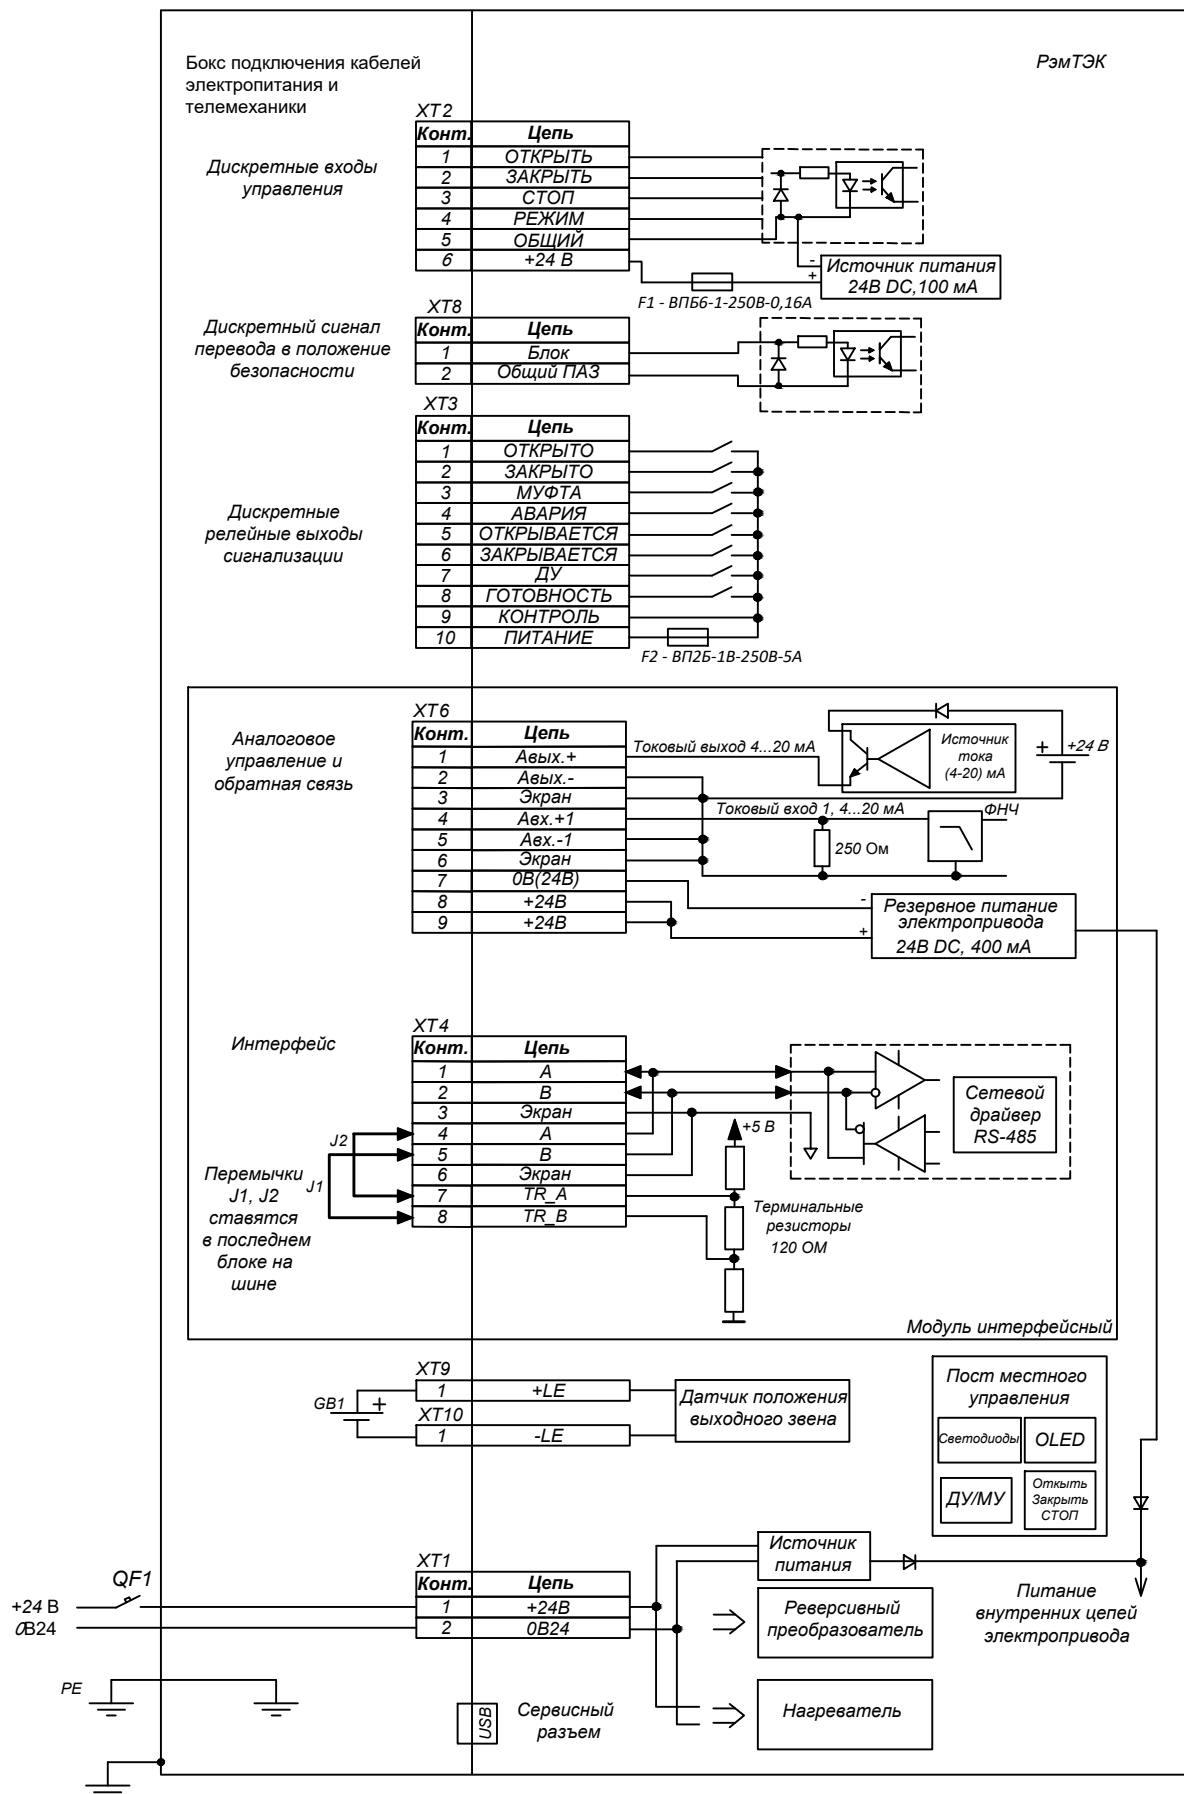 Бокс подключения кабелей
электропитания и
телемеханики
РэмТЭК
XT2
Конт. Цепь
Дискретные входы
управления
1 ОТКРЫТЬ
2 ЗАКРЫТЬ
3 СТОП
4 РЕЖИМ
5 ОБЩИЙ
6 +24 В
-
+
Источник питания
24В DC,100 мА
F1 - ВПБ6-1-250В-0,16А
XT8
Конт. Цепь
Дискретный сигнал
перевода в положение
безопасности
1 Блок
2 Общий ПАЗ
XT3
Конт. Цепь
Дискретные
релейные выходы
сигнализации
1 ОТКРЫТО
2 ЗАКРЫТО
3 МУФТА
4 АВАРИЯ
5 ОТКРЫВАЕТСЯ
6 ЗАКРЫВАЕТСЯ
7 ДУ
8 ГОТОВНОСТЬ
9 КОНТРОЛЬ
10 ПИТАНИЕ
F2 - ВП2Б-1В-250В-5А
XT6
Конт. Цепь
Аналоговое
управление и
обратная связь
1 Авых.+
2 Авых.-
3 Экран
4 Авх.+1
5 Авх.-1
6 Экран
7 0В(24В)
8 +24В
9 +24В
Токовый выход 4...20 мА
Источник
тока
(4-20) мА
+
+24 В
Токовый вход 1, 4...20 мА
ФНЧ
250 Ом
-
+
Резервное питание
электропривода
24В DC, 400 мА
XT4
Интерфейс
Конт. Цепь
1 A
2 B
3 Экран
4 A
5 B
6 Экран
7 TR_A
8 TR_B
J2
J1
Перемычки
J1, J2
ставятся
в последнем
блоке на
шине
+5 В
Терминальные
резисторы
120 ОМ
Сетевой
драйвер
RS-485
Модуль интерфейсный
XT9
1 +LE
GB1
+
XT10
1 -LE
Датчик положения
выходного звена
Пост местного
управления
Светодиоды
OLED
ДУ/МУ
Откыть
Закрыть
СТОП
XT1
Конт. Цепь
1 +24В
2 0В24
QF1
+24 В
0В24
Источник
питания
Реверсивный
преобразователь
Питание
внутренних цепей
электропривода
PE
USB
Сервисный
разъем
Нагреватель